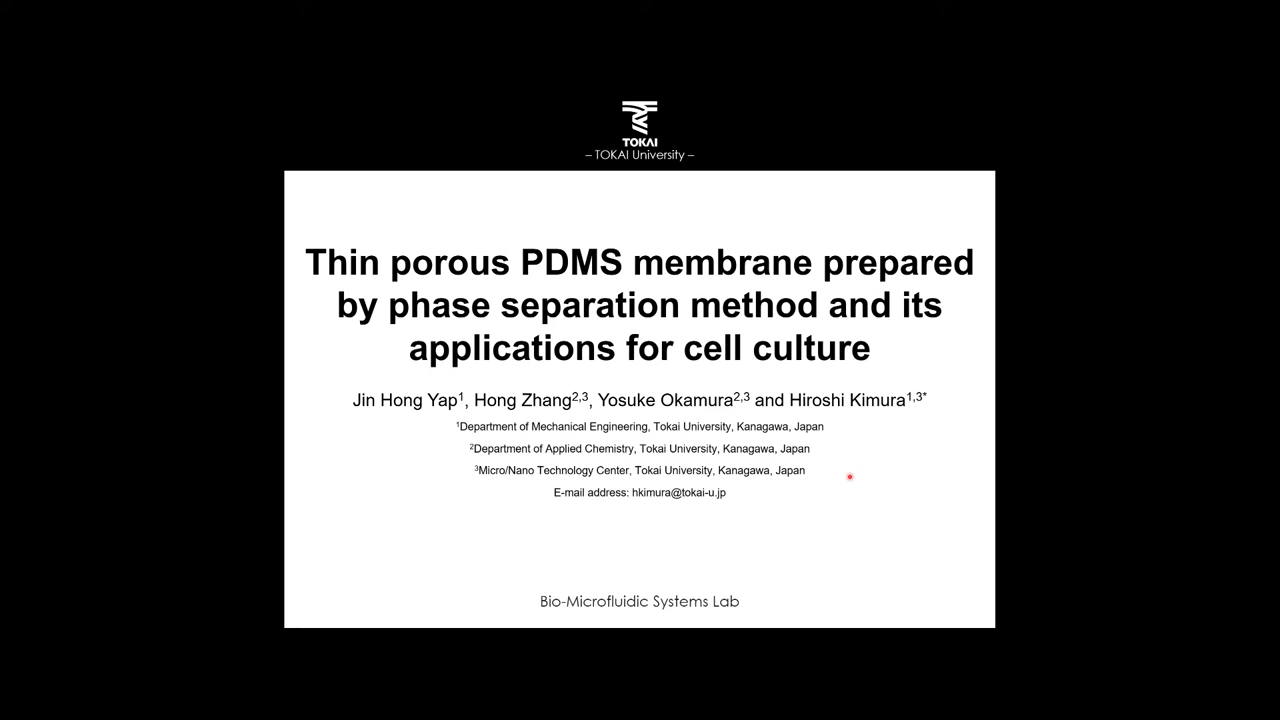 TOKAI
– TOKAI University –
Thin porous PDMS membrane prepared
by phase separation method and its
applications for cell culture
Jin Hong Yap¹, Hong Zhang²,³, Yosuke Okamura²,³ and Hiroshi Kimura¹,³*
¹Department of Mechanical Engineering, Tokai University, Kanagawa, Japan
²Department of Applied Chemistry, Tokai University, Kanagawa, Japan
³Micro/Nano Technology Center, Tokai University, Kanagawa, Japan
E-mail address: hkimura@tokai-u.jp
Bio-Microfluidic Systems Lab